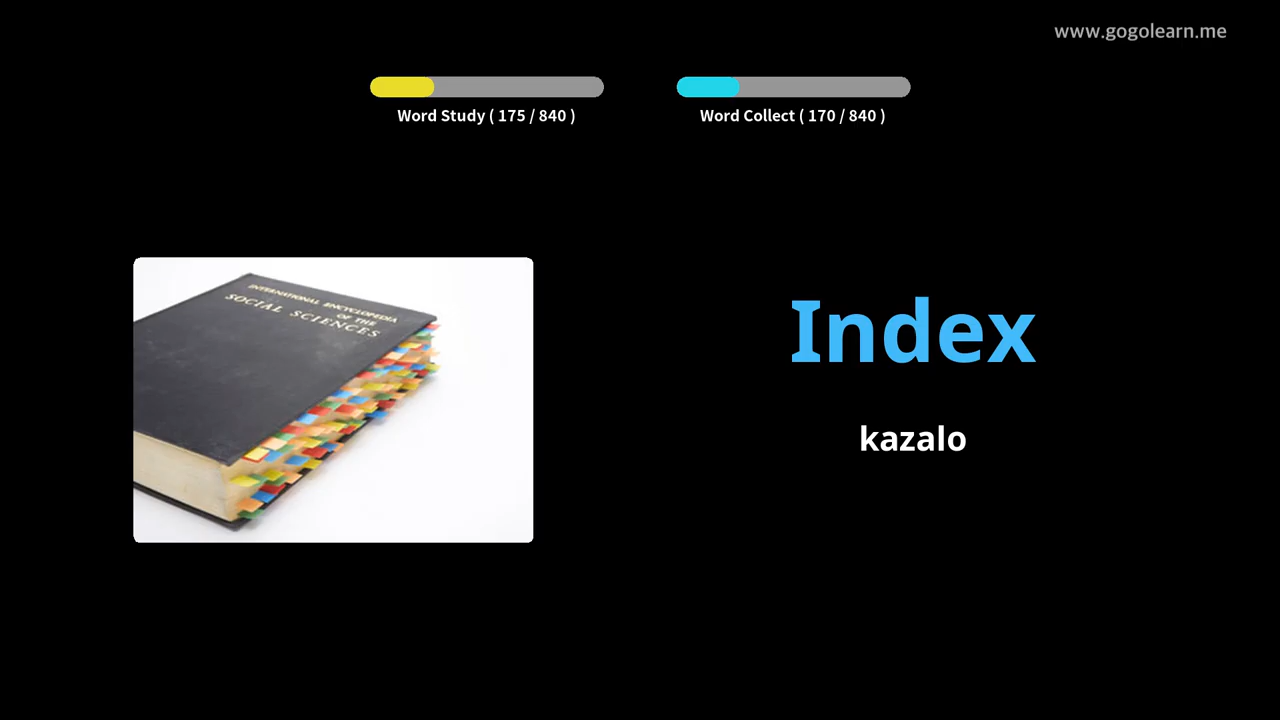 www.gogolearn.me
Word Study ( 175 / 840 )
Word Collect ( 170 / 840 )
INTERNATIONAL ENCYCLOPEDIA
OF THE
SOCIAL SCIENCES
Index
kazalo